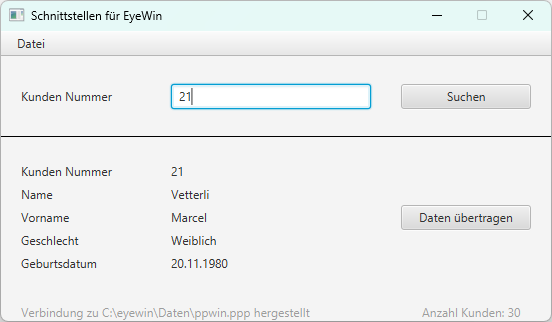 Schnittstellen für EyeWin
Datei
Kunden Nummer 21 Suchen
Kunden Nummer 21
Name Vetterli
Vorname Marcel Daten übertragen
Geschlecht Weiblich
Geburtsdatum 20.11.1980
Verbindung zu C:\eyewin\Daten\ppwin.ppp hergestellt Anzahl Kunden: 30